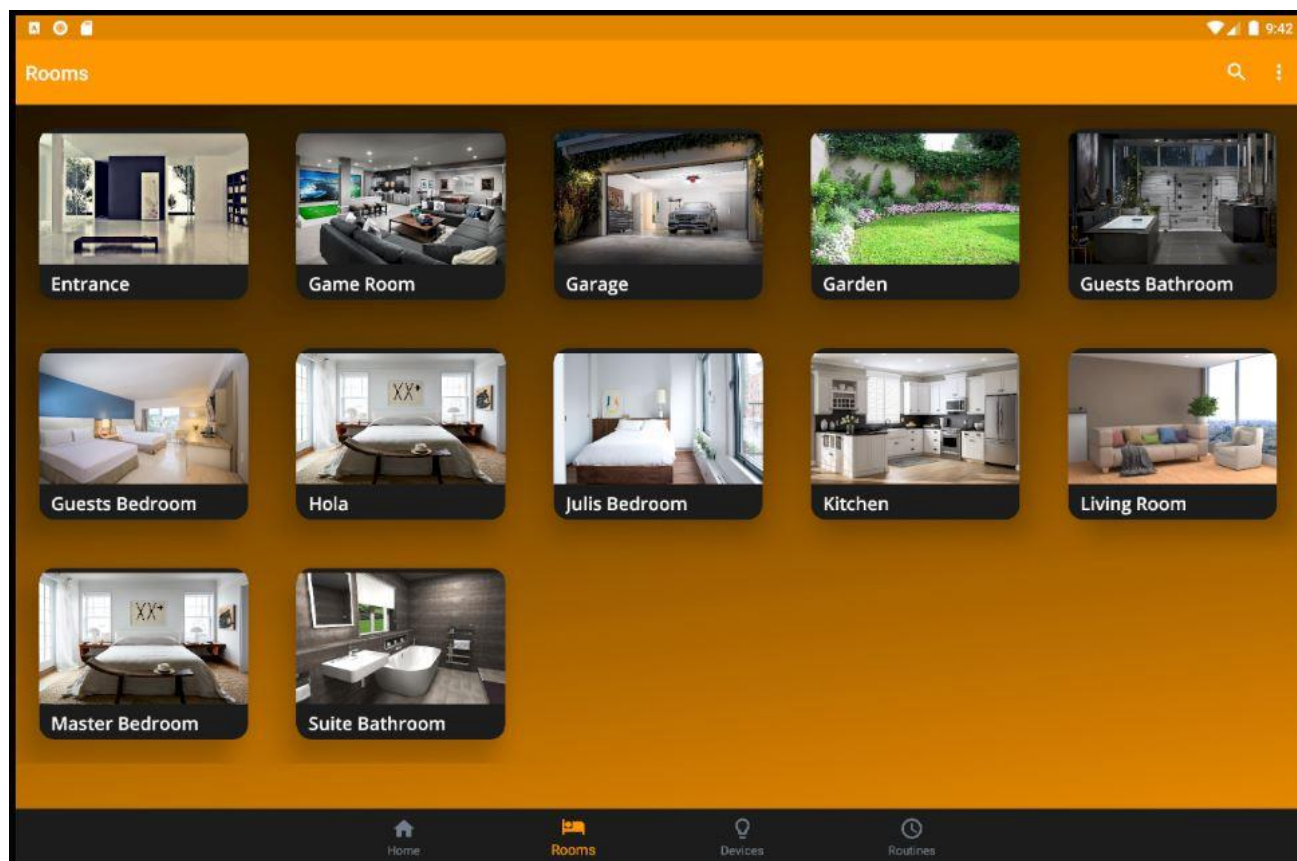 9:42
Rooms
Entrance
Game Room
Garage
Garden
Guests Bathroom
Guests Bedroom
Hola
Julis Bedroom
Kitchen
Living Room
Master Bedroom
Suite Bathroom
Home
Rooms
Devices
Routines